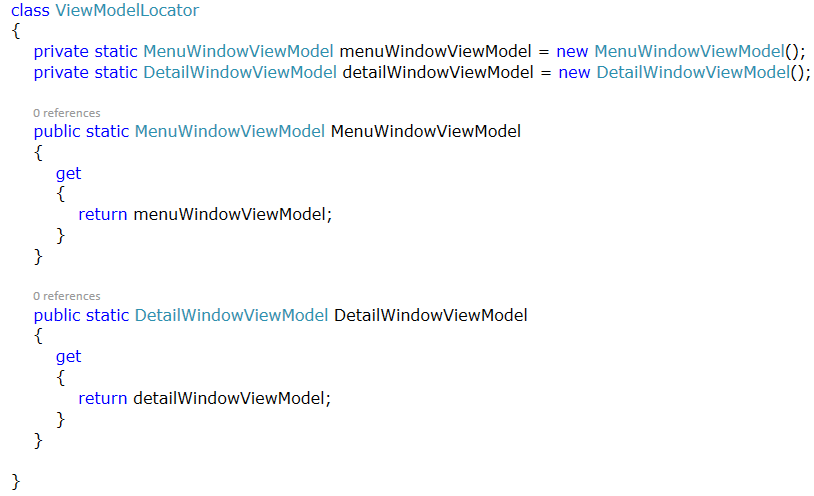 class ViewModelLocator
{
private static MenuWindowViewModel menuWindowViewModel = new MenuWindowViewModel();
private static DetailWindowViewModel detailWindowViewModel = new DetailWindowViewModel();
0 references
public static MenuWindowViewModel MenuWindowViewModel
{
get
{
return menuWindowViewModel;
}
}
0 references
public static DetailWindowViewModel DetailWindowViewModel
{
get
{
return detailWindowViewModel;
}
}
}